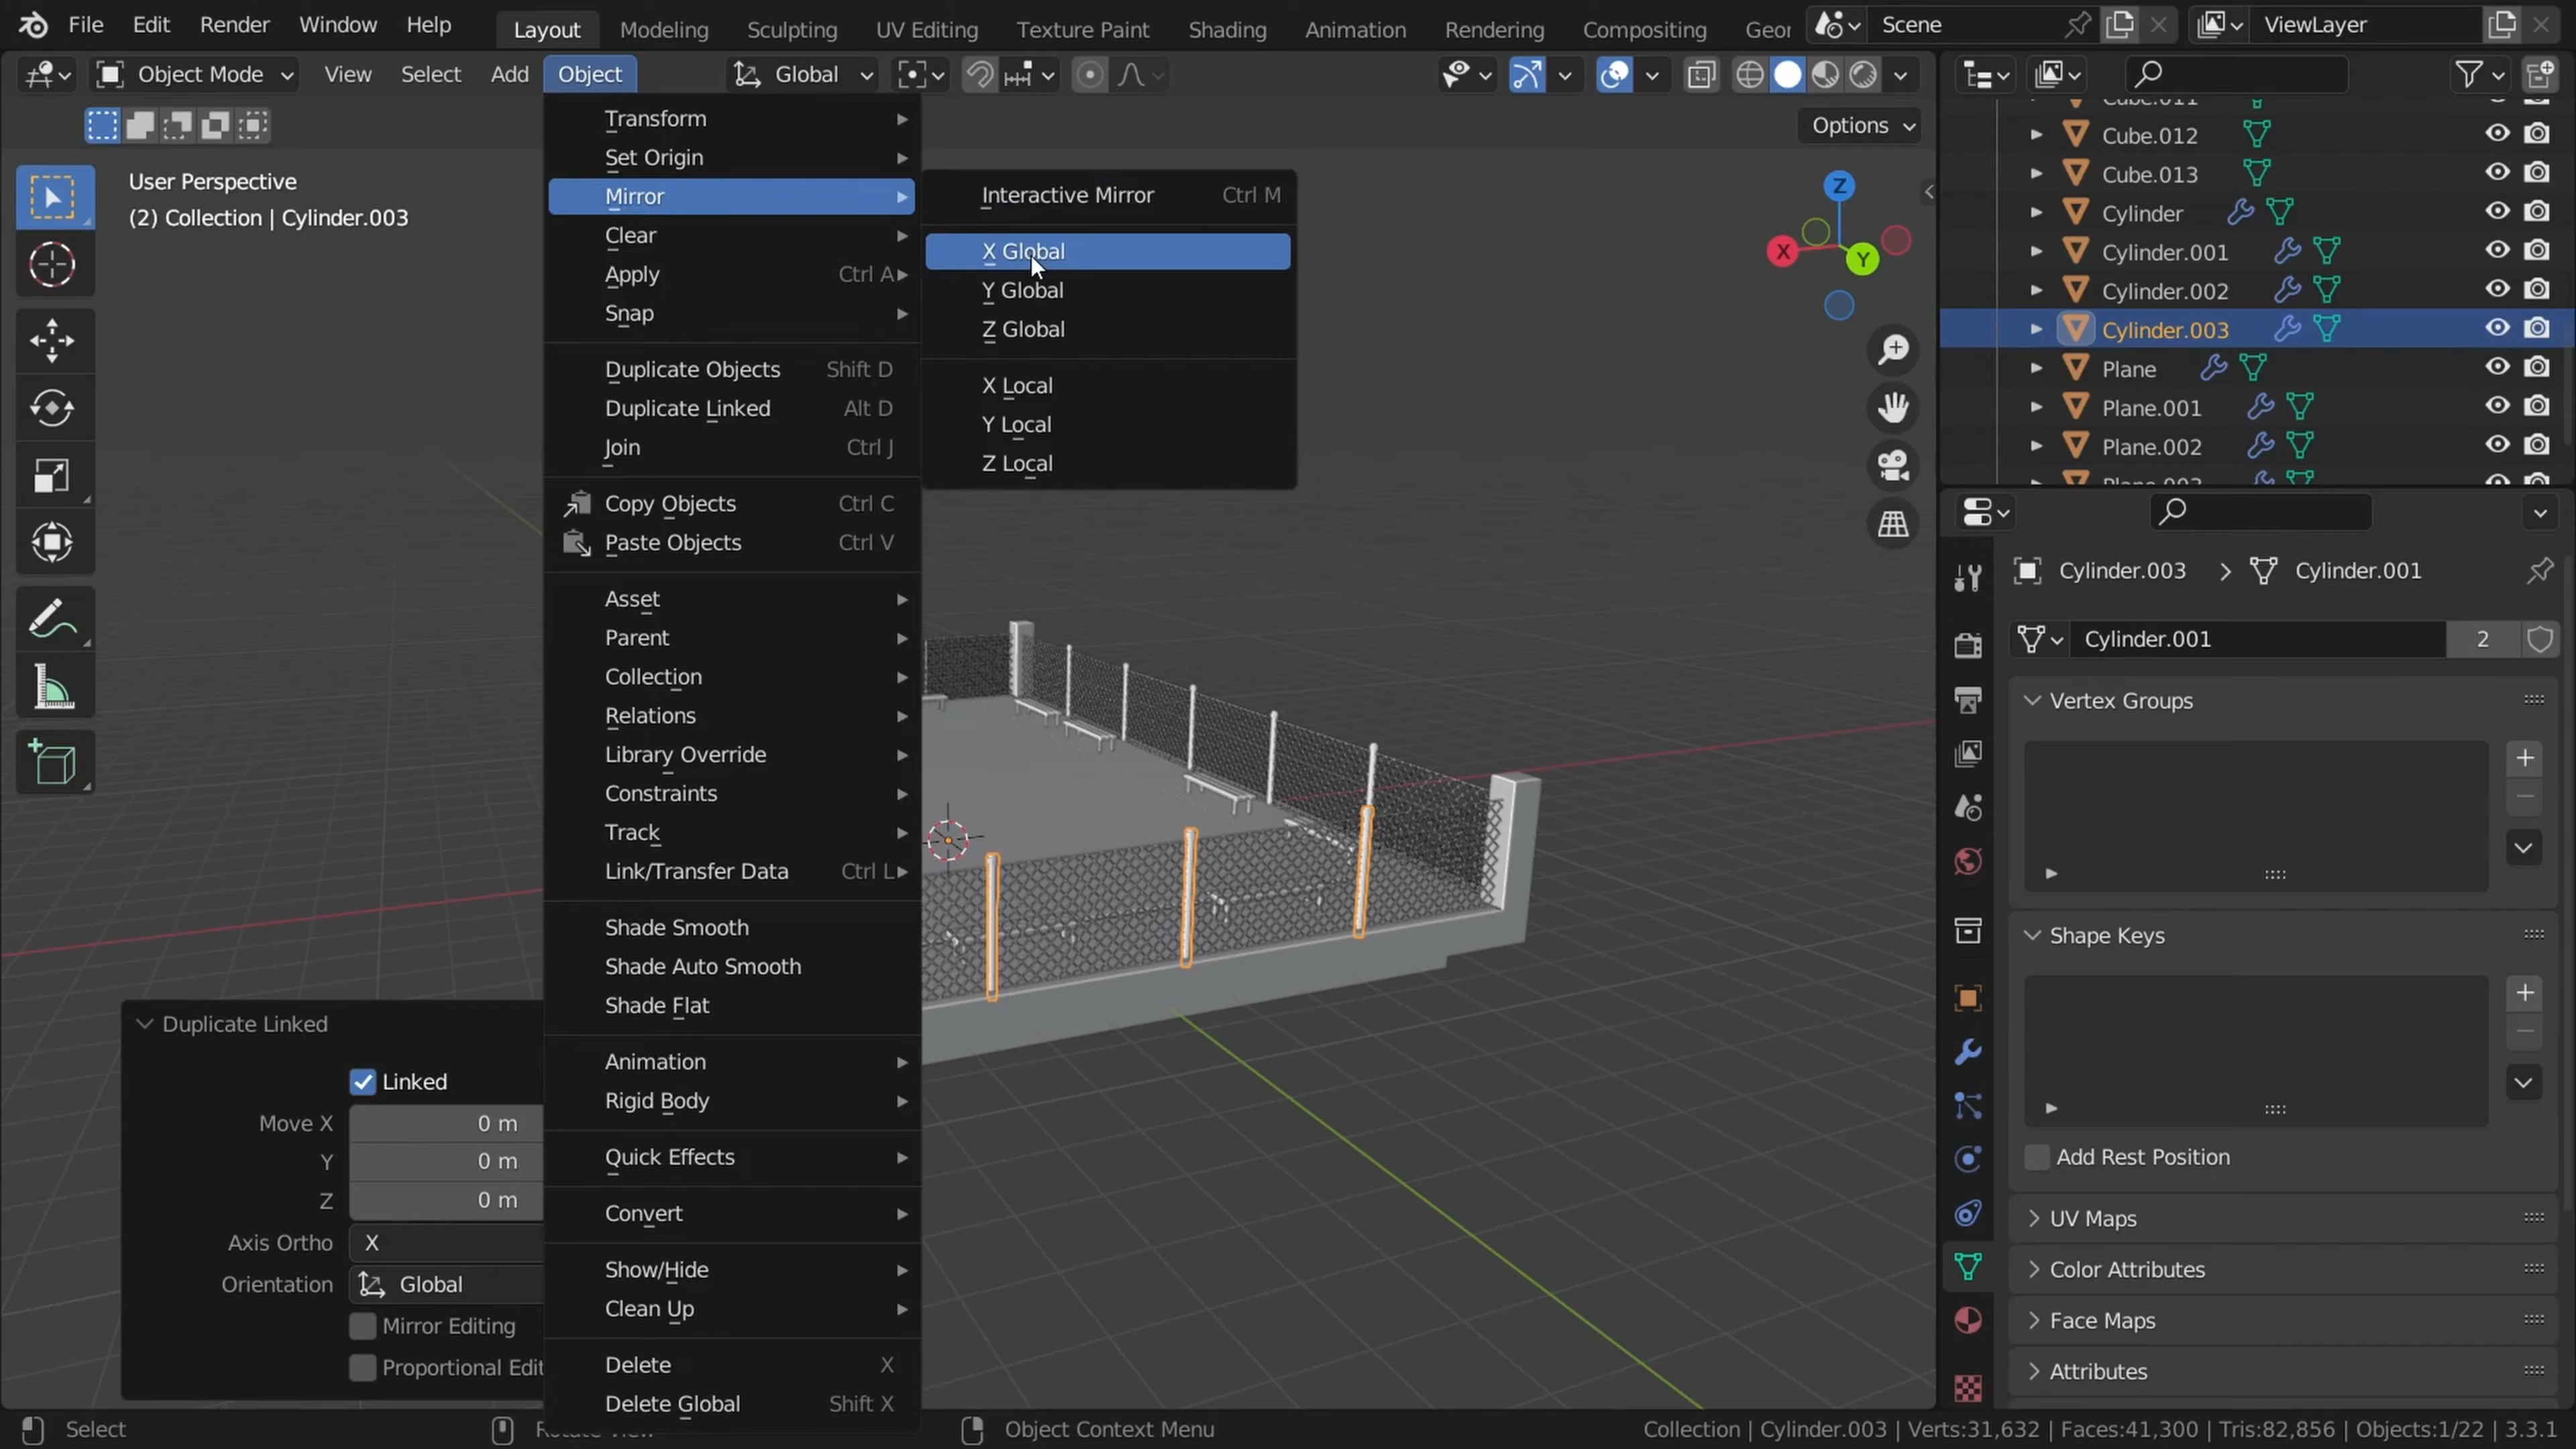 File Edit Render Window Help Layout Modeling Sculpting UV Editing Texture Paint Shading Animation Rendering Compositing Geor Scene ViewLayer
Object Mode View Select Add Object Global
Options
User Perspective
(2) Collection | Cylinder.003
X Y Z
Transform
Set Origin
Mirror
Clear
Apply Ctrl A
Snap
Duplicate Objects Shift D
Duplicate Linked Alt D
Join Ctrl J
Copy Objects Ctrl C
Paste Objects Ctrl V
Asset
Parent
Collection
Relations
Library Override
Constraints
Track
Link/Transfer Data Ctrl L
Shade Smooth
Shade Auto Smooth
Shade Flat
Animation
Rigid Body
Quick Effects
Convert
Show/Hide
Clean Up
Delete X
Delete Global Shift X
Interactive Mirror Ctrl M
X Global
Y Global
Z Global
X Local
Y Local
Z Local
Duplicate Linked
Linked
Move X 0 m
Y 0 m
Z 0 m
Axis Ortho X
Orientation Global
Mirror Editing
Proportional Edit
Cube.011
Cube.012
Cube.013
Cylinder
Cylinder.001
Cylinder.002
Cylinder.003
Plane
Plane.001
Plane.002
Plane.003
Cylinder.003 > Cylinder.001
Cylinder.001 2
Vertex Groups
Shape Keys
Add Rest Position
UV Maps
Color Attributes
Face Maps
Attributes
Select Rotate View Object Context Menu Collection | Cylinder.003 | Verts:31,632 | Faces:41,300 | Tris:82,856 | Objects:1/22 | 3.3.1